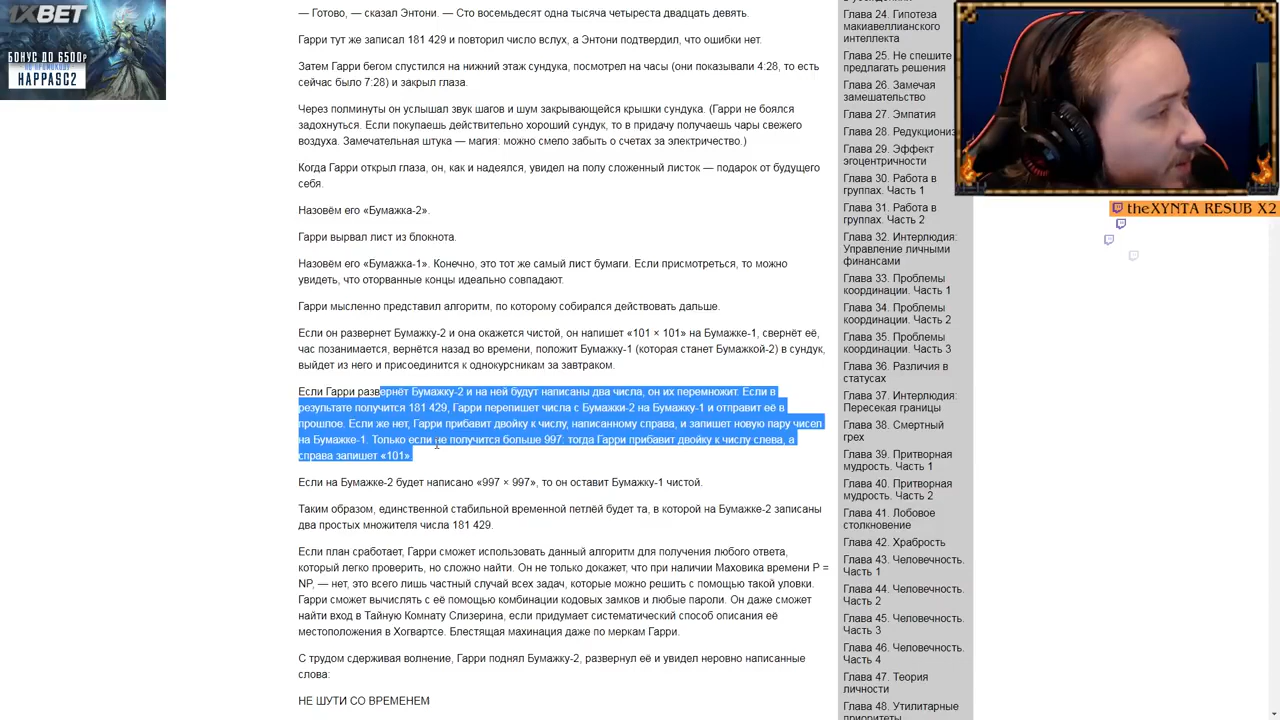 1XBET
БОНУС ДО 6500₽
HAPPASC2
— Готово, — сказал Энтони. — Сто восемьдесят одна тысяча четыреста двадцать девять.
Гарри тут же записал 181 429 и повторил число вслух, а Энтони подтвердил, что ошибки нет.
Затем Гарри бегом спустился на нижний этаж сундука, посмотрел на часы (они показывали 4:28, то есть
сейчас было 7:28) и закрыл глаза.
Через полминуты он услышал звук шагов и шум закрывающейся крышки сундука. (Гарри не боялся
задохнуться. Если покупаешь действительно хороший сундук, то в придачу получаешь чары свежего
воздуха. Замечательная штука — магия: можно смело забыть о счетах за электричество.)
Когда Гарри открыл глаза, он, как и надеялся, увидел на полу сложенный листок — подарок от будущего
себя.
Назовём его «Бумажка-2».
Гарри вырвал лист из блокнота.
Назовём его «Бумажка-1». Конечно, это тот же самый лист бумаги. Если присмотреться, то можно
увидеть, что оторванные концы идеально совпадают.
Гарри мысленно представил алгоритм, по которому собирался действовать дальше.
Если он развернет Бумажку-2 и она окажется чистой, он напишет «101 × 101» на Бумажке-1, свернёт её,
час позанимается, вернётся назад во времени, положит Бумажку-1 (которая станет Бумажкой-2) в сундук,
выйдет из него и присоединится к однокурсникам за завтраком.
Если Гарри развернёт Бумажку-2 и на ней будут написаны два числа, он их перемножит. Если в
результате получится 181 429, Гарри перепишет числа с Бумажки-2 на Бумажку-1 и отправит её в
прошлое. Если же нет, Гарри прибавит двойку к числу, написанному справа, и запишет новую пару чисел
на Бумажке-1. Только если не получится больше 997: тогда Гарри прибавит двойку к числу слева, а
справа запишет «101».
Если на Бумажке-2 будет написано «997 × 997», то он оставит Бумажку-1 чистой.
Таким образом, единственной стабильной временной петлёй будет та, в которой на Бумажке-2 записаны
два простых множителя числа 181 429.
Если план сработает, Гарри сможет использовать данный алгоритм для получения любого ответа,
который легко проверить, но сложно найти. Он не только докажет, что при наличии Маховика времени P =
NP, — нет, это всего лишь частный случай всех задач, которые можно решить с помощью такой уловки.
Гарри сможет вычислять с её помощью комбинации кодовых замков и любые пароли. Он даже сможет
найти вход в Тайную Комнату Слизерина, если придумает систематический способ описания её
местоположения в Хогвартсе. Блестящая махинация даже по меркам Гарри.
С трудом сдерживая волнение, Гарри поднял Бумажку-2, развернул её и увидел неровно написанные
слова:
НЕ ШУТИ СО ВРЕМЕНЕМ
Глава 24. Гипотеза
макиавеллианского
интеллекта
Глава 25. Не спешите
предлагать решения
Глава 26. Замечая
замешательство
Глава 27. Эмпатия
Глава 28. Редукциониз
Глава 29. Эффект
эгоцентричности
Глава 30. Работа в
группах. Часть 1
Глава 31. Работа в
группах. Часть 2
Глава 32. Интерлюдия:
Управление личными
финансами
Глава 33. Проблемы
координации. Часть 1
Глава 34. Проблемы
координации. Часть 2
Глава 35. Проблемы
координации. Часть 3
Глава 36. Различия в
статусах
Глава 37. Интерлюдия:
Пересекая границы
Глава 38. Смертный
грех
Глава 39. Притворная
мудрость. Часть 1
Глава 40. Притворная
мудрость. Часть 2
Глава 41. Лобовое
столкновение
Глава 42. Храбрость
Глава 43. Человечность.
Часть 1
Глава 44. Человечность.
Часть 2
Глава 45. Человечность.
Часть 3
Глава 46. Человечность.
Часть 4
Глава 47. Теория
личности
Глава 48. Утилитарные
приоритеты
theXYNTA RESUB X2